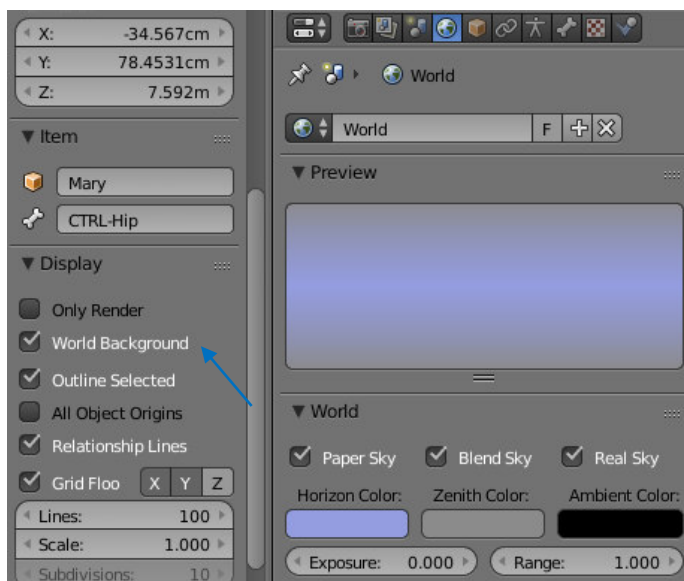 X: -34.567cm
Y: 78.4531cm
Z: 7.592m
Item
Mary
CTRL-Hip
Display
Only Render
World Background
Outline Selected
All Object Origins
Relationship Lines
Grid Floo X Y Z
Lines: 100
Scale: 1.000
Subdivisions: 10
World
World F
Preview
World
Paper Sky Blend Sky Real Sky
Horizon Color: Zenith Color: Ambient Color:
Exposure: 0.000 Range: 1.000